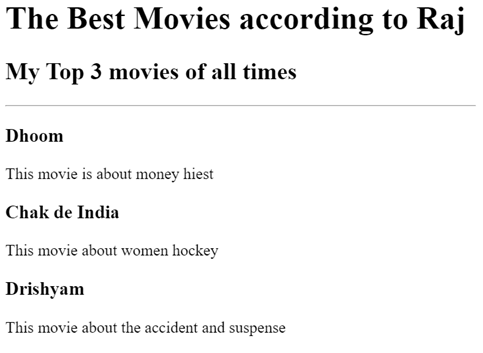 The Best Movies according to Raj
My Top 3 movies of all times
Dhoom
This movie is about money hiest
Chak de India
This movie about women hockey
Drishyam
This movie about the accident and suspense